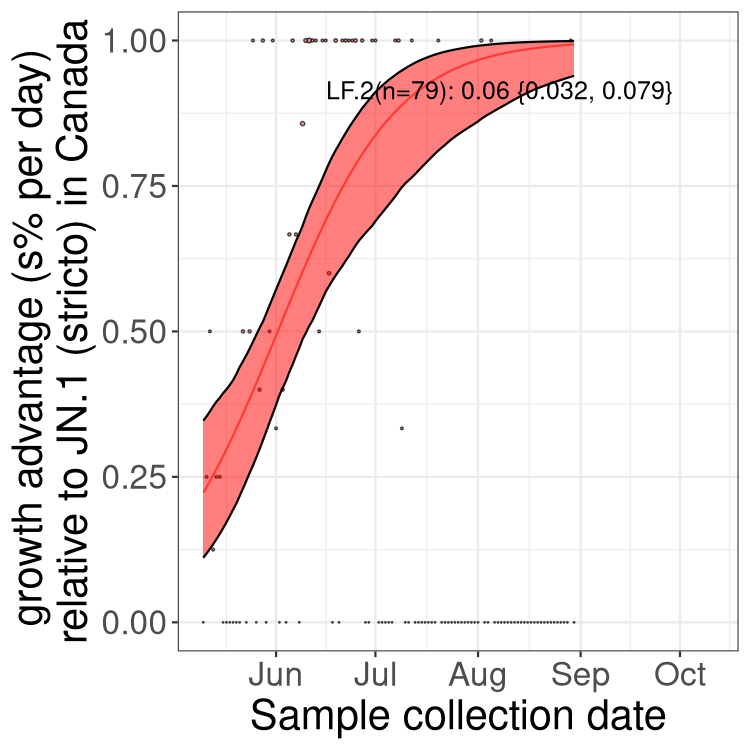 growth advantage (s% per day)
relative to JN.1 (stricto) in Canada
1.00
0.75
0.50
0.25
0.00
LF.2(n=79): 0.06 {0.032, 0.079}
Jun Jul Aug Sep Oct
Sample collection date